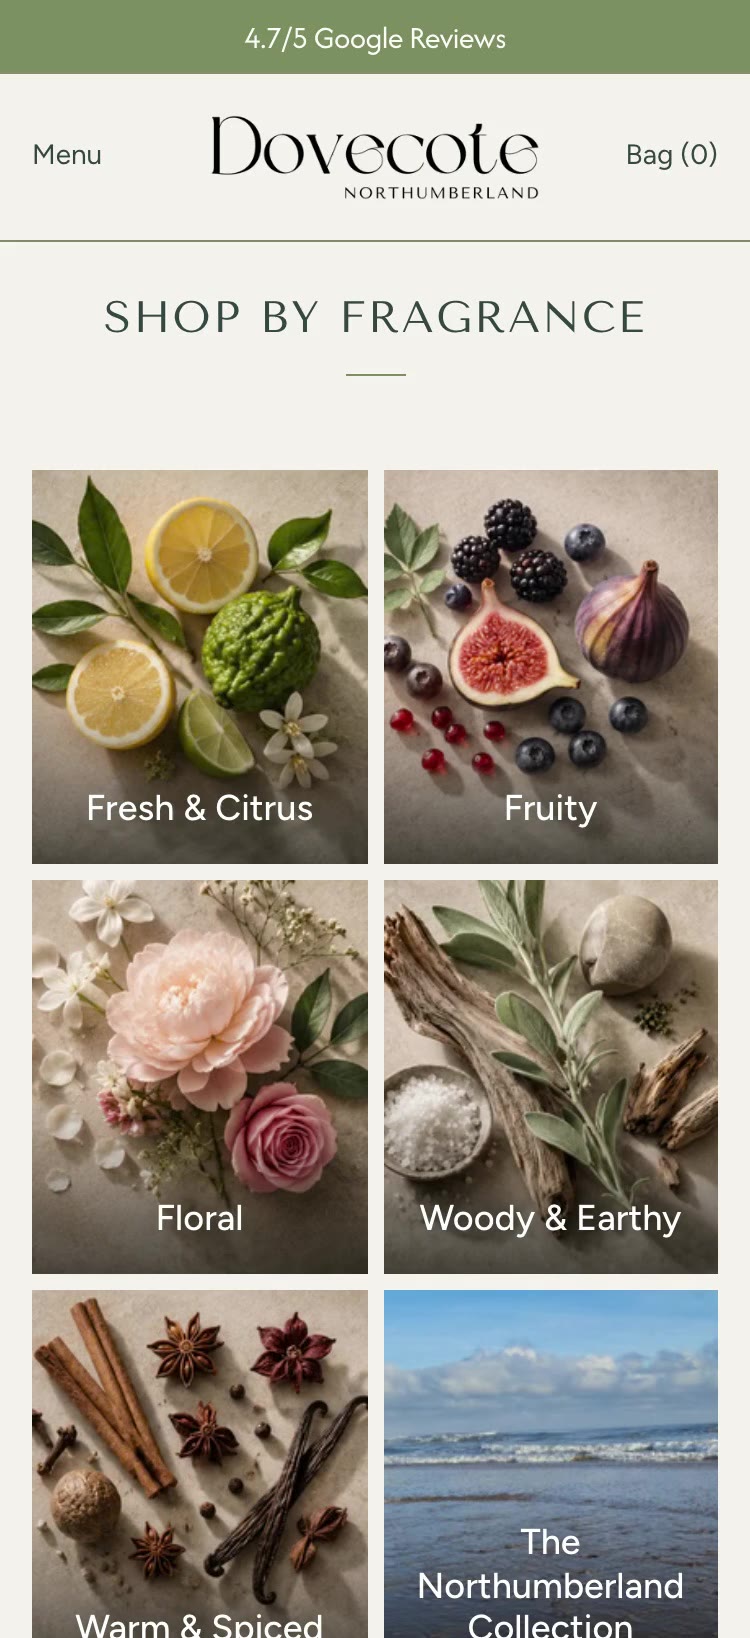 4.7/5 Google Reviews
Menu
Dovecote
NORTHUMBERLAND
Bag (0)
SHOP BY FRAGRANCE
Fresh & Citrus
Fruity
Floral
Woody & Earthy
Warm & Spiced
The
Northumberland
Collection